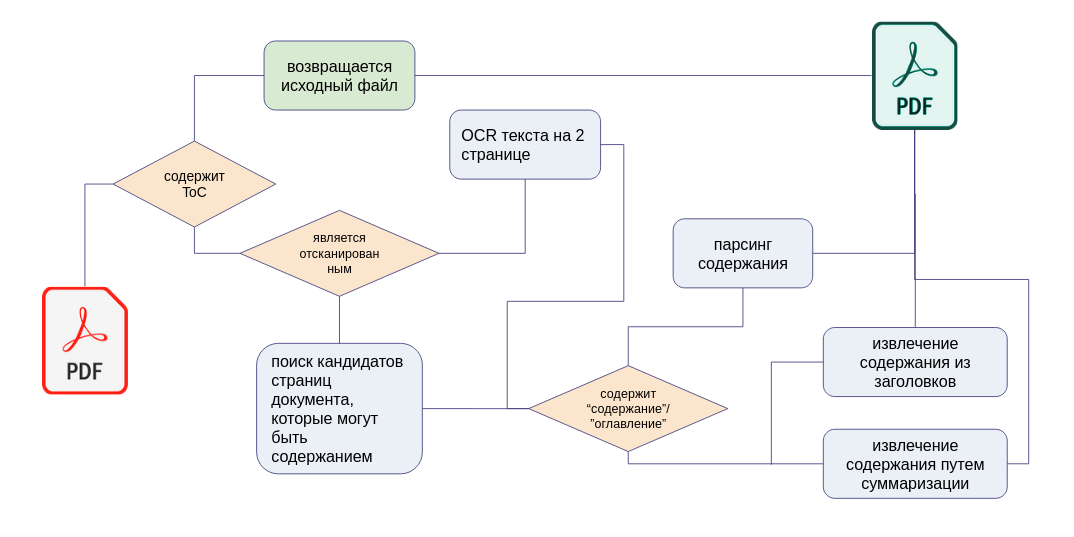 возвращается
исходный файл
PDF
OCR текста на 2
странице
содержит
ToC
является
отсканирован
ным
парсинг
содержания
PDF
поиск кандидатов
страниц
документа,
которые могут
быть
содержанием
содержит
“содержание”/
”оглавление”
извлечение
содержания из
заголовков
извлечение
содержания путем
суммаризации